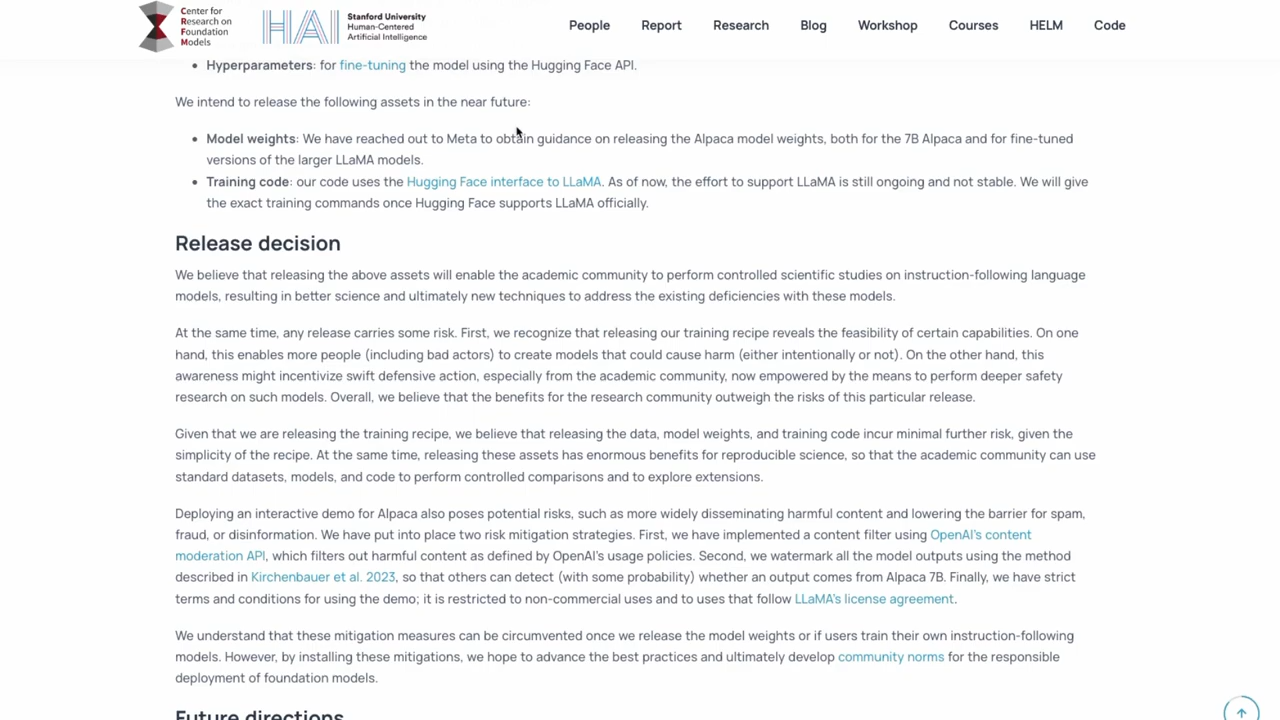 Center for
Research on
Foundation
Models
HAI
Stanford University
Human-Centered
Artificial Intelligence
People Report Research Blog Workshop Courses HELM Code
• Hyperparameters: for fine-tuning the model using the Hugging Face API.
We intend to release the following assets in the near future:
• Model weights: We have reached out to Meta to obtain guidance on releasing the Alpaca model weights, both for the 7B Alpaca and for fine-tuned
versions of the larger LLaMA models.
• Training code: our code uses the Hugging Face interface to LLaMA. As of now, the effort to support LLaMA is still ongoing and not stable. We will give
the exact training commands once Hugging Face supports LLaMA officially.
Release decision
We believe that releasing the above assets will enable the academic community to perform controlled scientific studies on instruction-following language
models, resulting in better science and ultimately new techniques to address the existing deficiencies with these models.
At the same time, any release carries some risk. First, we recognize that releasing our training recipe reveals the feasibility of certain capabilities. On one
hand, this enables more people (including bad actors) to create models that could cause harm (either intentionally or not). On the other hand, this
awareness might incentivize swift defensive action, especially from the academic community, now empowered by the means to perform deeper safety
research on such models. Overall, we believe that the benefits for the research community outweigh the risks of this particular release.
Given that we are releasing the training recipe, we believe that releasing the data, model weights, and training code incur minimal further risk, given the
simplicity of the recipe. At the same time, releasing these assets has enormous benefits for reproducible science, so that the academic community can use
standard datasets, models, and code to perform controlled comparisons and to explore extensions.
Deploying an interactive demo for Alpaca also poses potential risks, such as more widely disseminating harmful content and lowering the barrier for spam,
fraud, or disinformation. We have put into place two risk mitigation strategies. First, we have implemented a content filter using OpenAI's content
moderation API, which filters out harmful content as defined by OpenAI's usage policies. Second, we watermark all the model outputs using the method
described in Kirchenbauer et al. 2023, so that others can detect (with some probability) whether an output comes from Alpaca 7B. Finally, we have strict
terms and conditions for using the demo; it is restricted to non-commercial uses and to uses that follow LLaMA's license agreement.
We understand that these mitigation measures can be circumvented once we release the model weights or if users train their own instruction-following
models. However, by installing these mitigations, we hope to advance the best practices and ultimately develop community norms for the responsible
deployment of foundation models.
Future directions